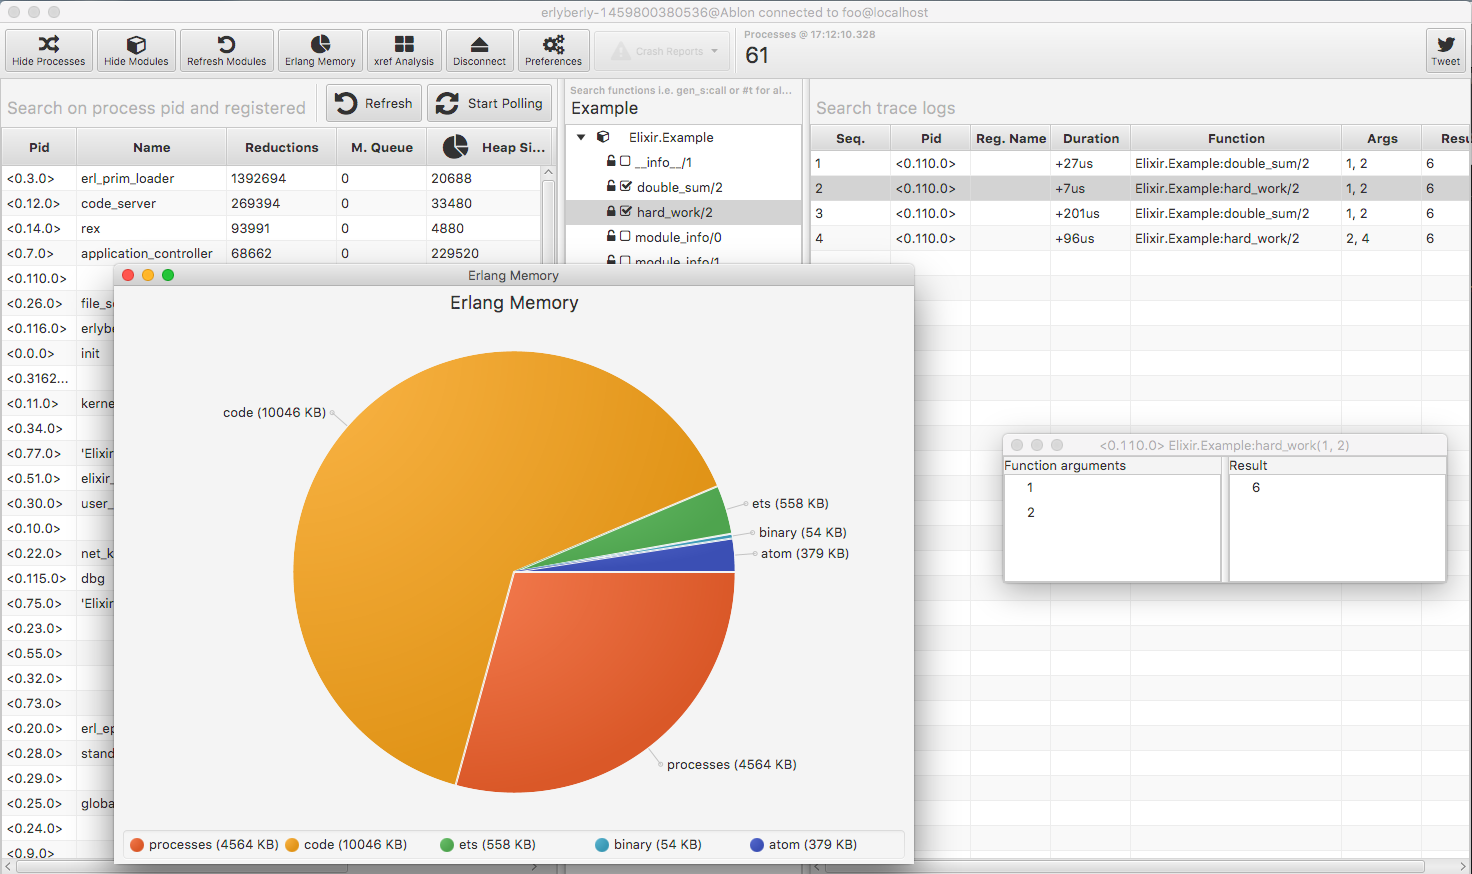 erlyberly-1459800380536@Ablon connected to foo@localhost
Hide Processes
Hide Modules
Refresh Modules
Erlang Memory
xref Analysis
Disconnect
Preferences
Crash Reports
Processes @ 17:12:10.328
61
Tweet
Search on process pid and registered
Refresh
Start Polling
Search functions i.e. gen_s:call or #t for al...
Example
Search trace logs
Pid Name Reductions M. Queue Heap Si...
<0.3.0> erl_prim_loader 1392694 0 20688
<0.12.0> code_server 269394 0 33480
<0.14.0> rex 93991 0 4880
<0.7.0> application_controller 68662 0 229520
<0.110.0>
<0.26.0> file_s
<0.116.0> erlyb
<0.0.0> init
<0.3162...
<0.11.0> kerne
<0.34.0>
<0.77.0> 'Elixir
<0.51.0> elixir_
<0.30.0> user_
<0.10.0>
<0.22.0> net_k
<0.115.0> dbg
<0.75.0> 'Elixir
<0.23.0>
<0.55.0>
<0.32.0>
<0.73.0>
<0.20.0> erl_ep
<0.28.0> stand
<0.29.0>
<0.25.0> globa
<0.24.0>
<0.9.0>
Elixir.Example
__info__/1
double_sum/2
hard_work/2
module_info/0
module_info/1
Seq. Pid Reg. Name Duration Function Args Resu
1 <0.110.0> +27us Elixir.Example:double_sum/2 1, 2 6
2 <0.110.0> +7us Elixir.Example:hard_work/2 1, 2 6
3 <0.110.0> +201us Elixir.Example:double_sum/2 1, 2 6
4 <0.110.0> +96us Elixir.Example:hard_work/2 2, 4 6
Erlang Memory
Erlang Memory
code (10046 KB)
ets (558 KB)
binary (54 KB)
atom (379 KB)
processes (4564 KB)
processes (4564 KB) code (10046 KB) ets (558 KB) binary (54 KB) atom (379 KB)
<0.110.0> Elixir.Example:hard_work(1, 2)
Function arguments
1
2
Result
6